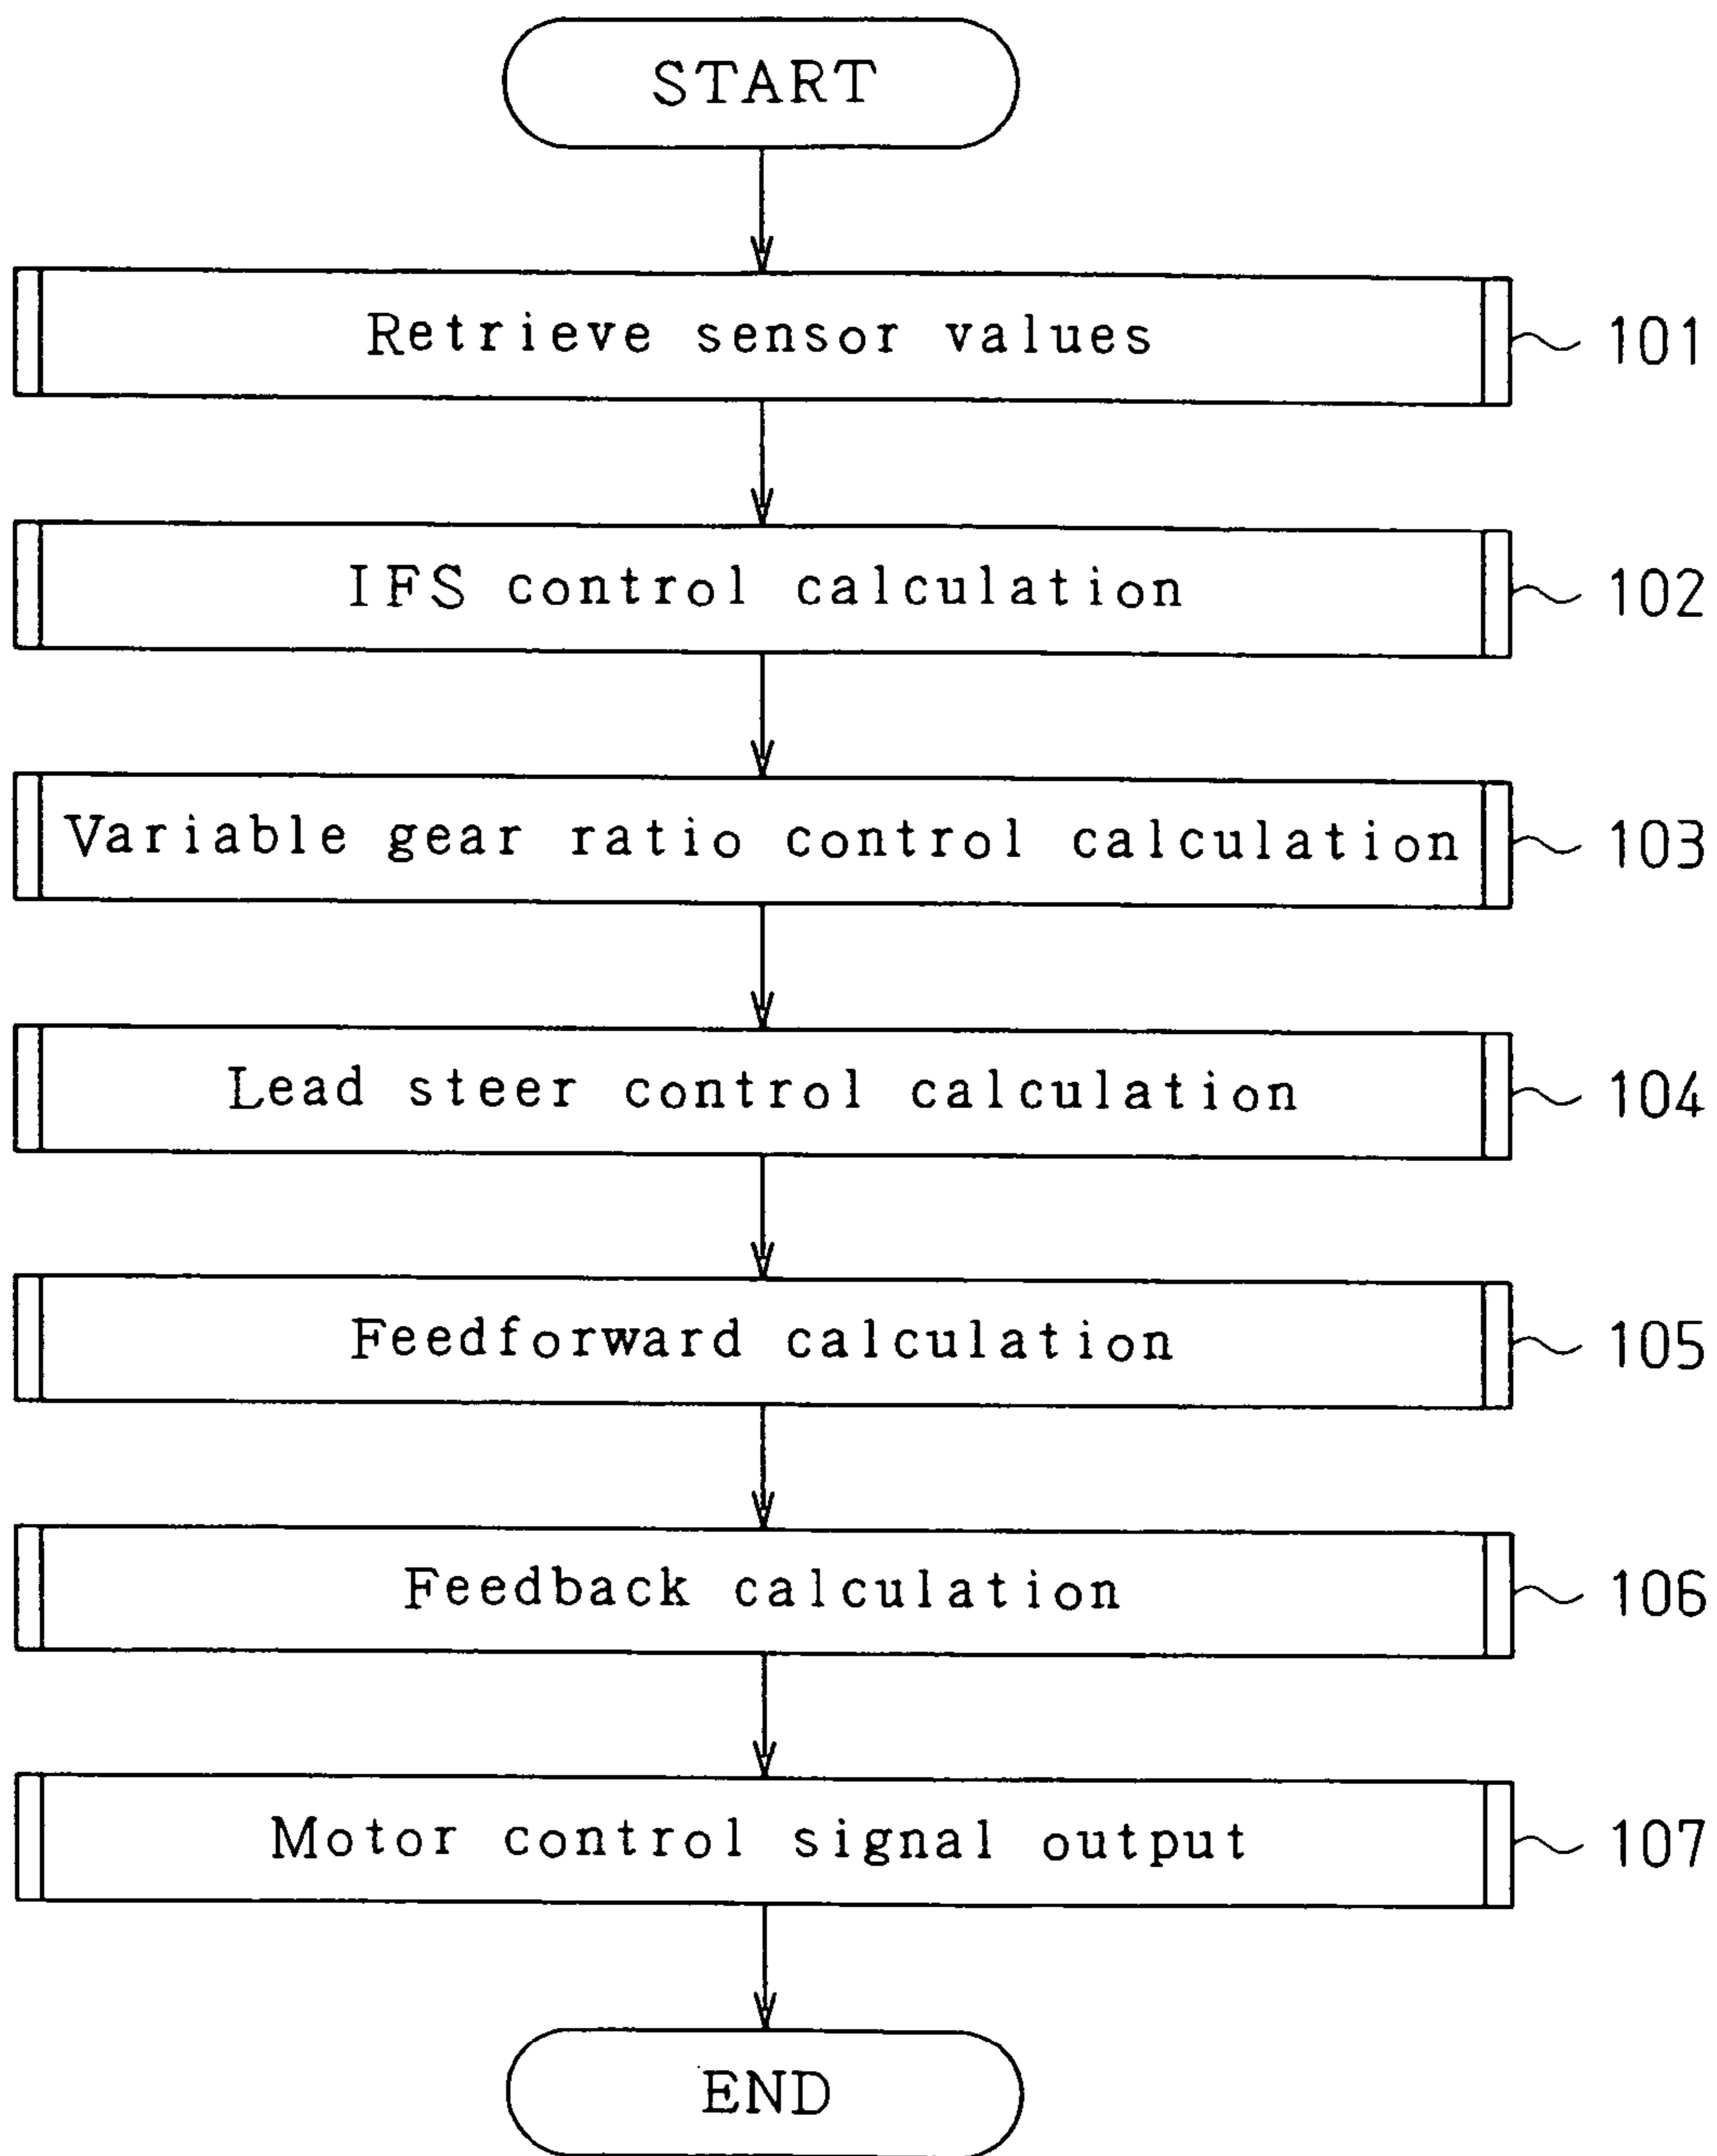 START
Retrieve sensor values
101
IFS control calculation
102
Variable gear ratio control calculation
103
Lead steer control calculation
104
Feedforward calculation
105
Feedback calculation
106
Motor control signal output
107
END